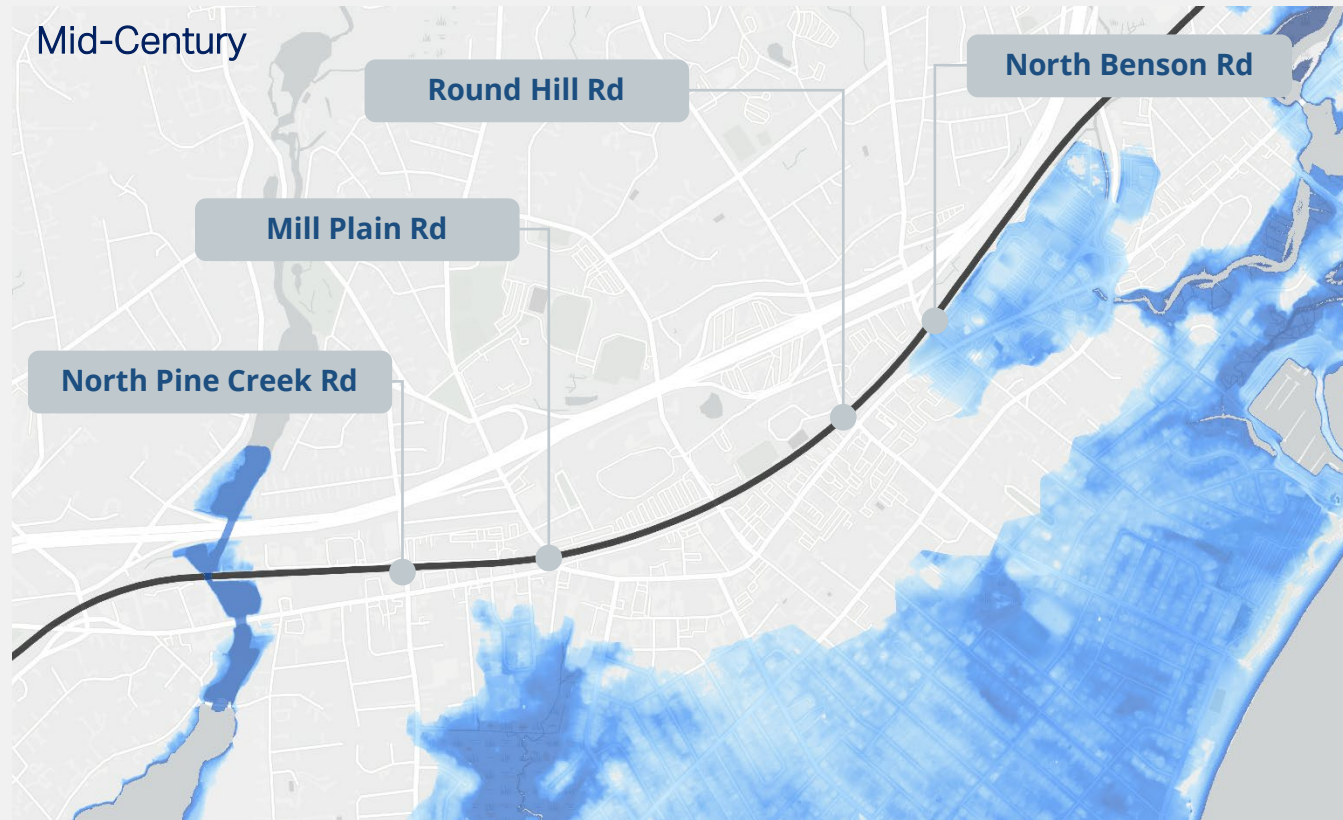 Mid-Century
North Benson Rd
Round Hill Rd
Mill Plain Rd
North Pine Creek Rd